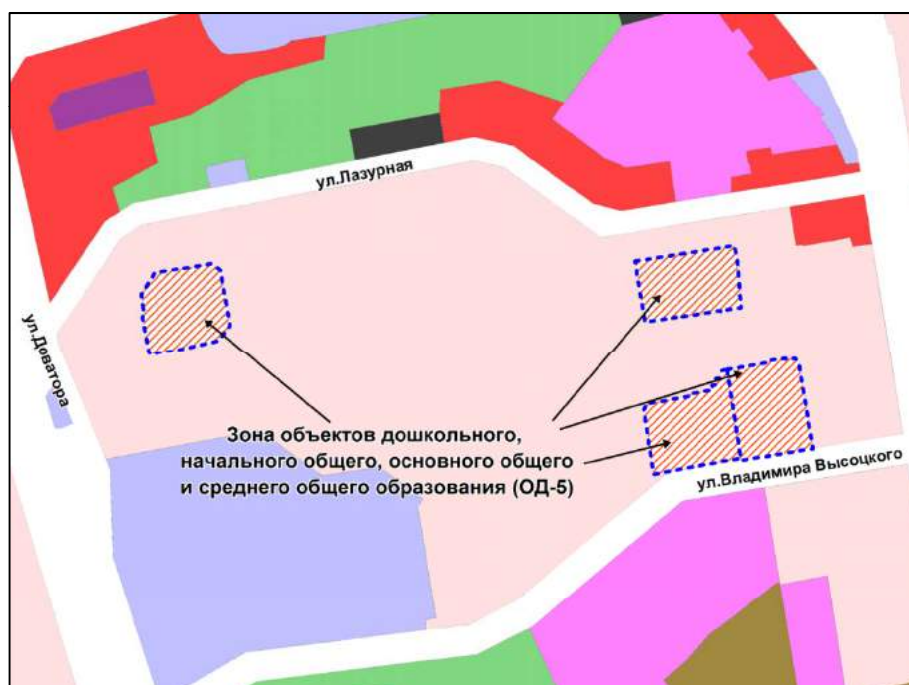 ул.Лазурная
ул.Доватора
Зона объектов дошкольного,
начального общего, основного общего
и среднего общего образования (ОД-5)
ул.Владимира Высоцкого